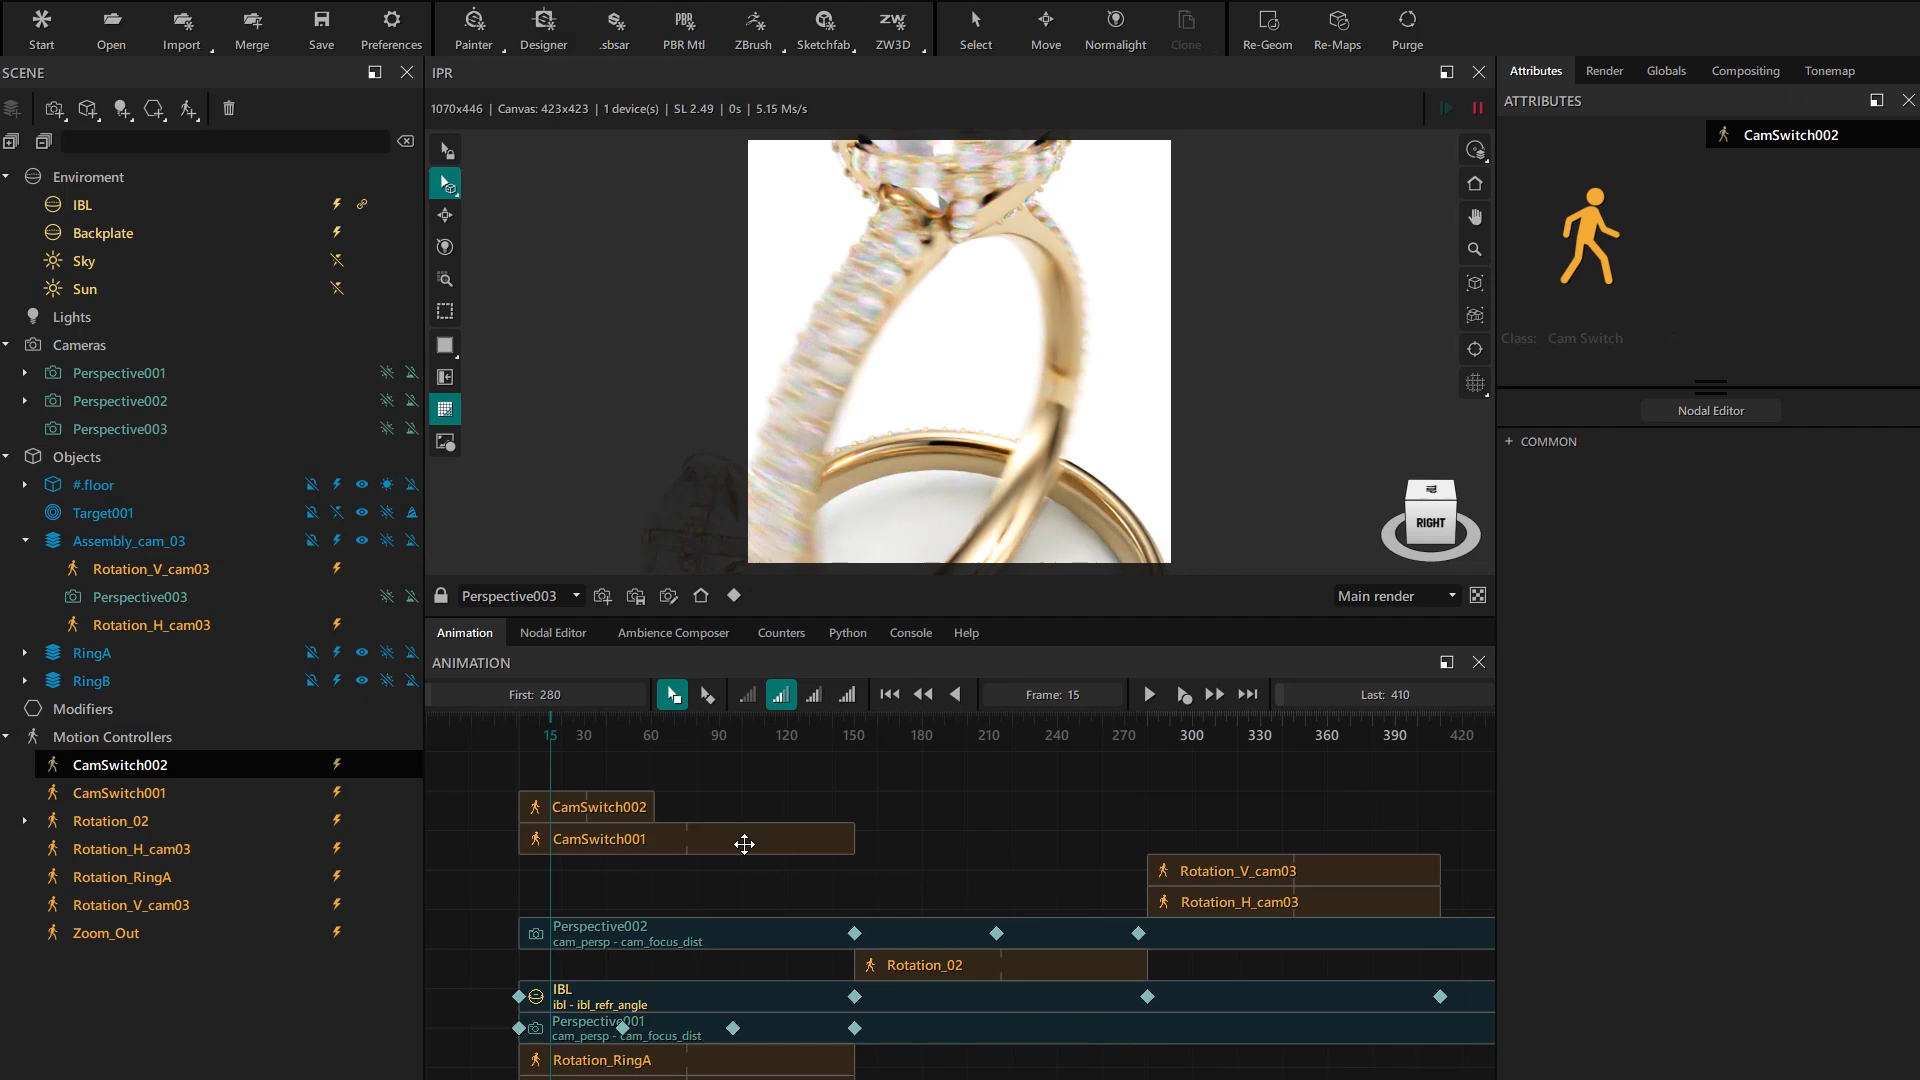 Start
Open
Import
Merge
Save
Preferences
Painter
Designer
.sbsar
PBR
PBR Mtl
ZBrush
Sketchfab
ZW
ZW3D
Select
Move
Normalight
Clone
Re-Geom
Re-Maps
Purge
SCENE
IPR
Attributes
Render
Globals
Compositing
Tonemap
ATTRIBUTES
1070x446 | Canvas: 423x423 | 1 device(s) | SL 2.49 | 0s | 5.15 Ms/s
CamSwitch002
Class: Cam Switch
Nodal Editor
+ COMMON
Enviroment
IBL
Backplate
Sky
Sun
Lights
Cameras
Perspective001
Perspective002
Perspective003
Objects
#.floor
Target001
Assembly_cam_03
Rotation_V_cam03
Perspective003
Rotation_H_cam03
RingA
RingB
Modifiers
Motion Controllers
CamSwitch002
CamSwitch001
Rotation_02
Rotation_H_cam03
Rotation_RingA
Rotation_V_cam03
Zoom_Out
RIGHT
Perspective003
Main render
Animation
Nodal Editor
Ambience Composer
Counters
Python
Console
Help
ANIMATION
First: 280
Frame: 15
Last: 410
15 30 60 90 120 150 180 210 240 270 300 330 360 390 420
CamSwitch002
CamSwitch001
Rotation_V_cam03
Rotation_H_cam03
Perspective002
cam_persp - cam_focus_dist
Rotation_02
IBL
ibl - ibl_refr_angle
Perspective001
cam_persp - cam_focus_dist
Rotation_RingA